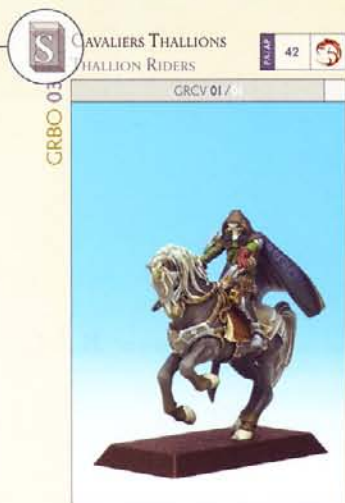 S
CAVALIERS THALLIONS
THALLION RIDERS
PA/AP 42
GRCV 01/
GRBO 03